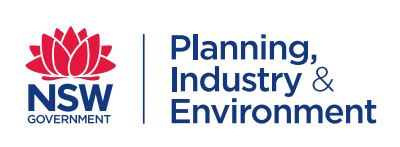 NSW
GOVERNMENT
Planning,
Industry &
Environment